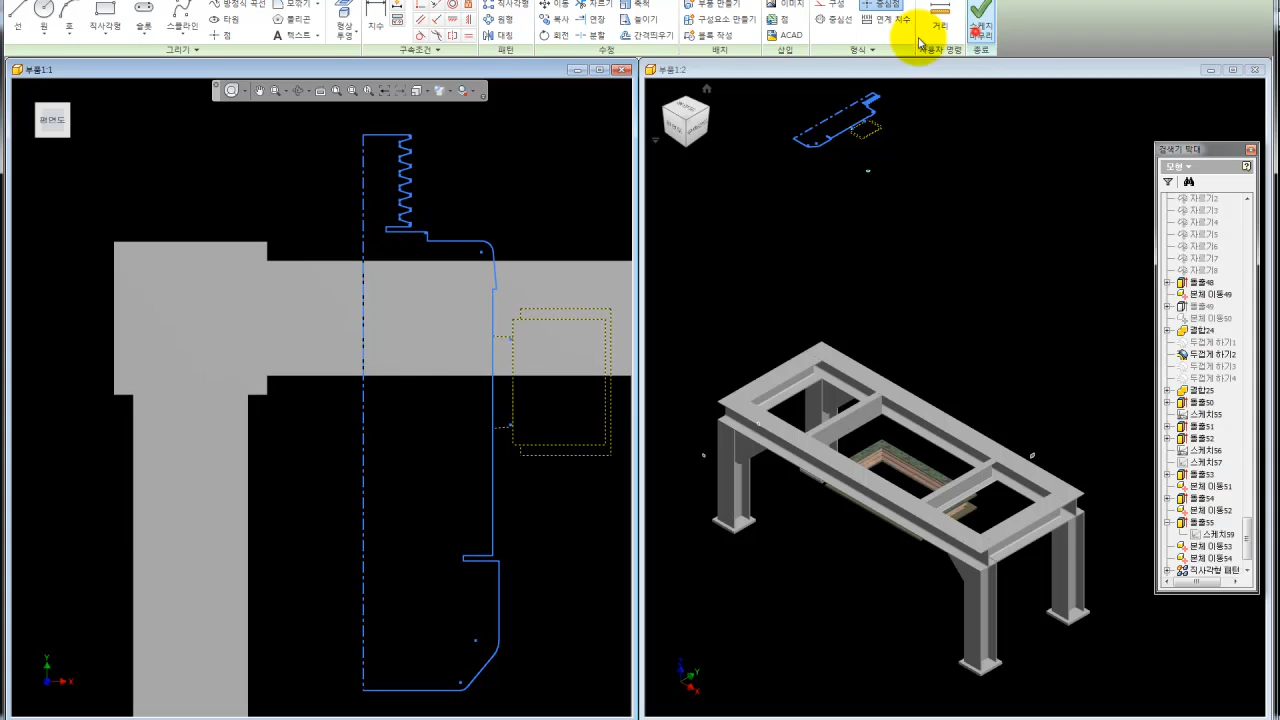 방정식 곡선 모깎기 직사각형 이동 자르기 축척 부품 만들기 이미지 구성 중심점
선 원 호 직사각형 슬롯 스플라인 타원 폴리곤 형상 투영 치수 원형 복사 연장 늘이기 구성요소 만들기 점 중심선 연계 치수 거리 스케치 마무리
점 텍스트 대칭 회전 분할 간격띄우기 블록 작성 ACAD
그리기 구속조건 패턴 수정 배치 삽입 형식 사용자 명령 종료
부품1:1
부품1:2
평면도
검색기 막대
모형
자르기2
자르기3
자르기4
자르기5
자르기6
자르기7
자르기8
돌출48
본체 이동49
돌출49
본체 이동50
결합24
두껍게 하기1
두껍게 하기2
두껍게 하기3
두껍게 하기4
결합25
돌출50
스케치55
돌출51
돌출52
스케치56
스케치57
돌출53
본체 이동51
돌출54
본체 이동52
돌출55
스케치59
본체 이동53
본체 이동54
직사각형 패턴
Y
X
Z
Y
X